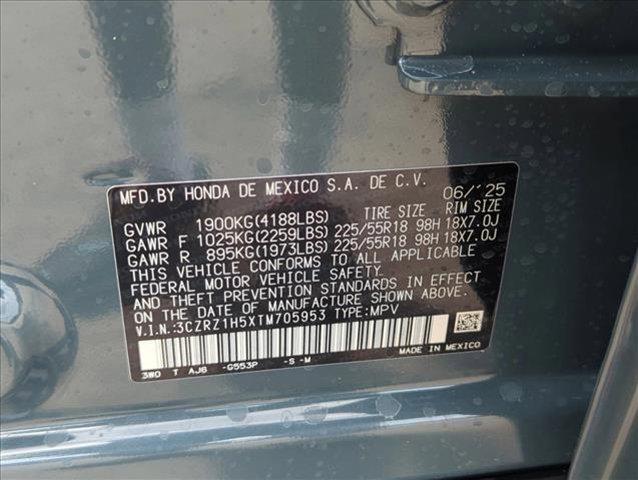 MFD.BY HONDA DE MEXICO S.A. DE C.V. 06/'25
GVWR 1900KG(4188LBS) TIRE SIZE RIM SIZE
GAWR F 1025KG(2259LBS) 225/55R18 98H 18X7.0J
GAWR R 895KG(1973LBS) 225/55R18 98H 18X7.0J
THIS VEHICLE CONFORMS TO ALL APPLICABLE
FEDERAL MOTOR VEHICLE SAFETY,
AND THEFT PREVENTION STANDARDS IN EFFECT
ON THE DATE OF MANUFACTURE SHOWN ABOVE.
V.I.N.:3CZRZ1H5XTM705953 TYPE:MPV
3WO T AJ6 -G553P -S -M MADE IN MEXICO